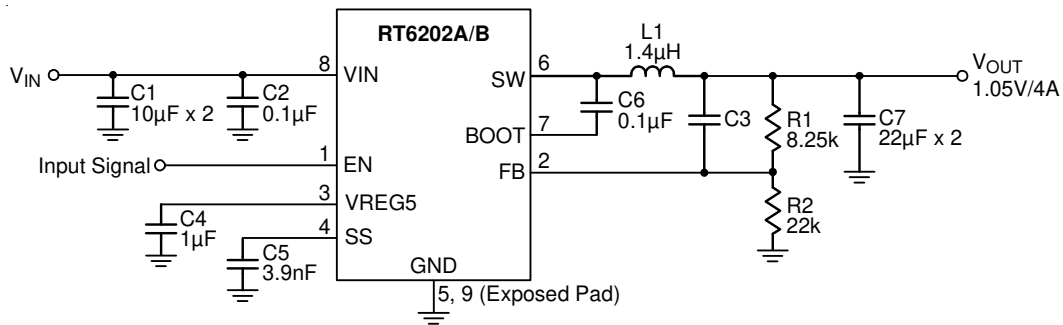 RT6202A/B
VIN
8
VIN
C1
10µF x 2
C2
0.1µF
Input Signal
1
EN
3
VREG5
C4
1µF
4
SS
C5
3.9nF
GND
5, 9 (Exposed Pad)
SW
6
L1
1.4µH
C6
0.1µF
BOOT
7
FB
2
C3
R1
8.25k
R2
22k
C7
22µF x 2
VOUT
1.05V/4A